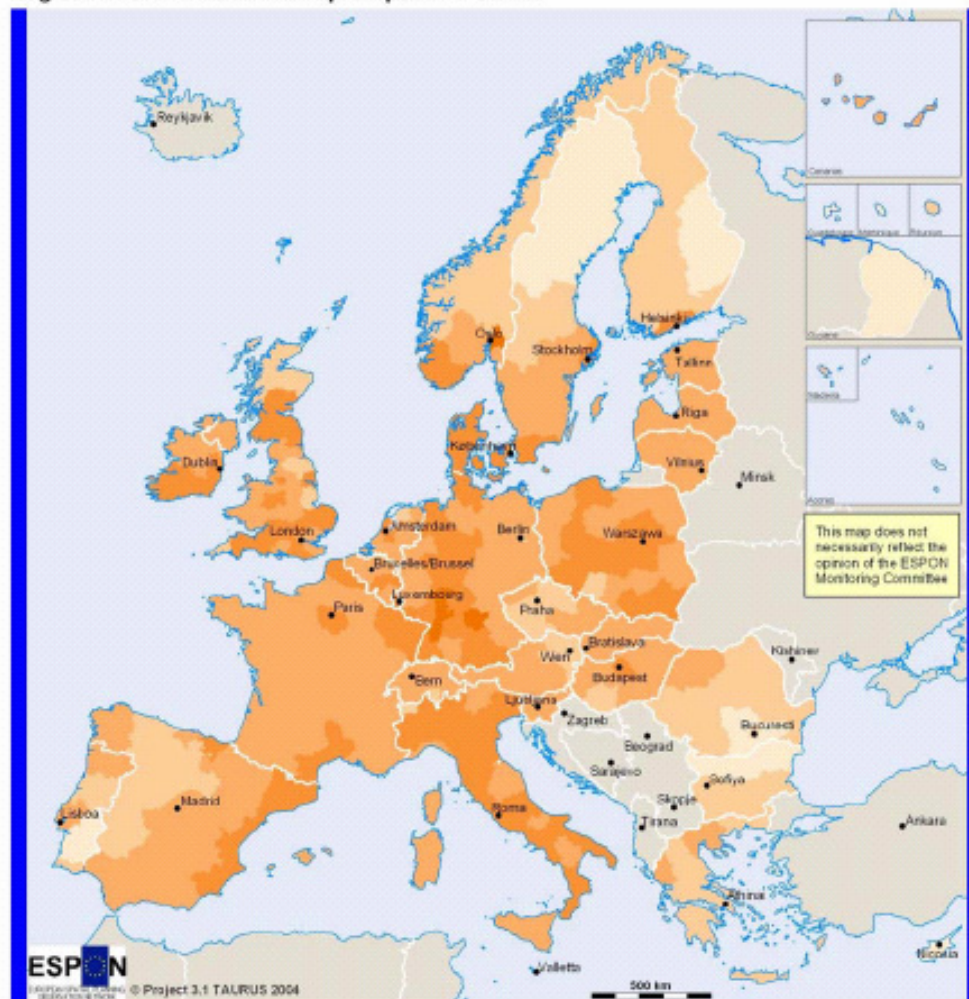 Reykjavik
Canarias
Guadeloupe
Martinique
Réunion
Guyane
Oslo
Helsinki
Stockholm
Tallinn
Madeira
Riga
København
Dublin
Vilnius
Minsk
Acores
London
Amsterdam
Berlin
Warszawa
This map does not
necessarily reflect the
opinion of the ESPON
Monitoring Committee
Bruxelles/Brussel
Luxembourg
Paris
Praha
Bratislava
Wien
Kishinev
Bern
Budapest
Ljubljana
Zagreb
Bucuresti
Beograd
Sarajevo
Sofiya
Madrid
Lisboa
Roma
Skopje
Tirana
Ankara
Athinai
Nicosia
ESPON
© Project 3.1 TAURUS 2004
Valletta
500 km